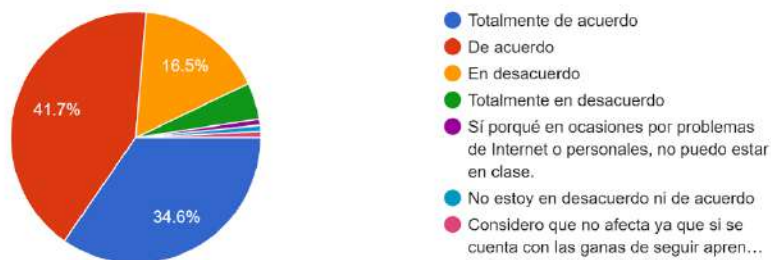 16.5%
41.7%
34.6%
Totalmente de acuerdo
De acuerdo
En desacuerdo
Totalmente en desacuerdo
Sí porqué en ocasiones por problemas
de Internet o personales, no puedo estar
en clase.
No estoy en desacuerdo ni de acuerdo
Considero que no afecta ya que si se
cuenta con las ganas de seguir apren…